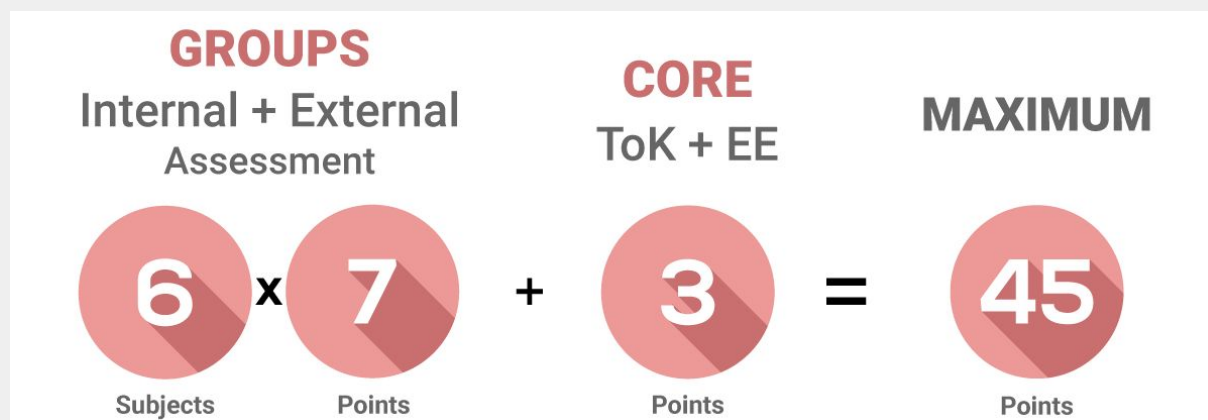 GROUPS
Internal + External
Assessment
CORE
ToK + EE
MAXIMUM
6 x 7 + 3 = 45
Subjects Points Points Points